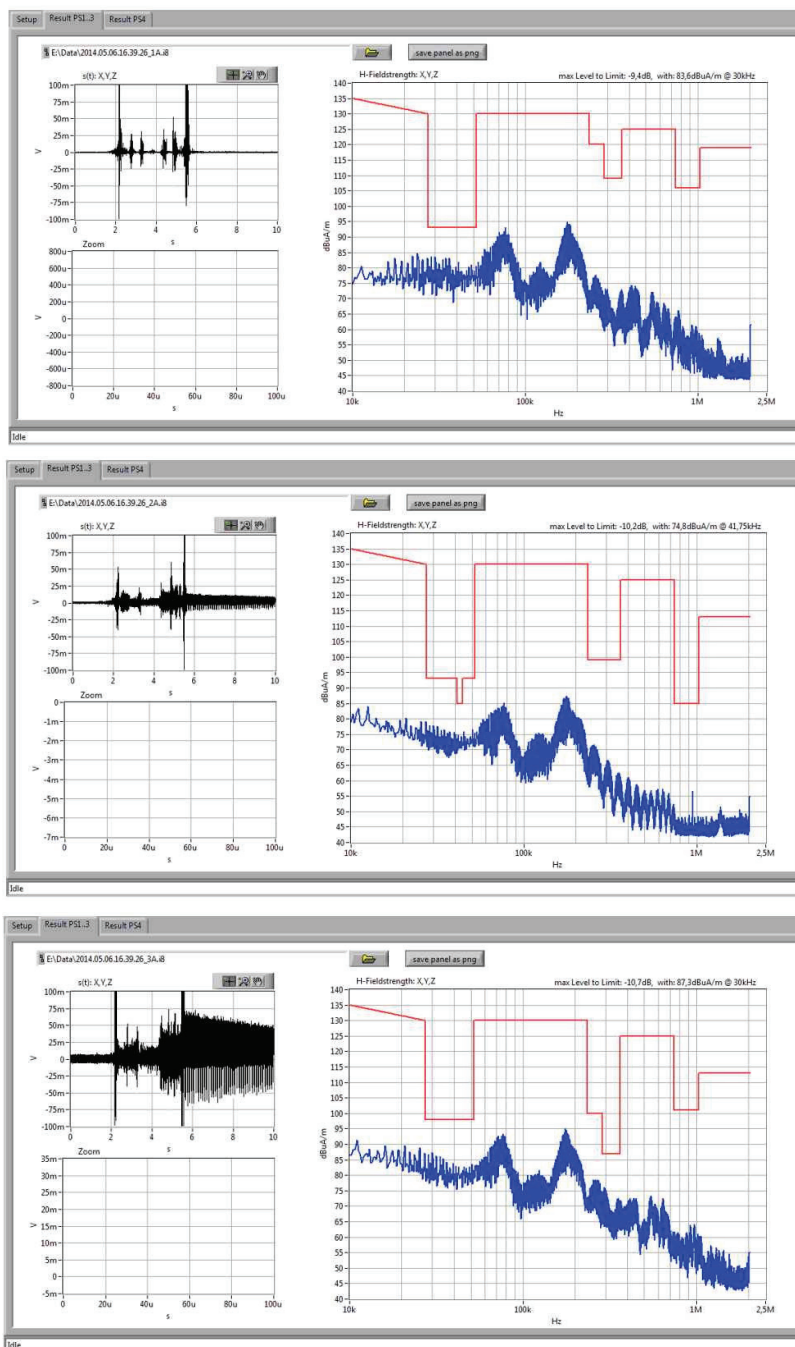 Setup Result PS1..3 Result PS4
E:\Data\2014.05.06.16.39.26_1A.i8 save panel as png
s(t): X,Y,Z
H-Fieldstrength: X,Y,Z max Level to Limit: -9,4dB, with: 83,6dBuA/m @ 30kHz
100m
75m
50m
25m
0
-25m
-50m
-75m
-100m
V
0 2 4 6 8 10
s
Zoom
800u
600u
400u
200u
0
-200u
-400u
-600u
-800u
V
0 20u 40u 60u 80u 100u
s
140
135
130
125
120
115
110
105
100
95
90
85
80
75
70
65
60
55
50
45
40
dBuA/m
10k 100k 1M 2,5M
Hz
Idle
Setup Result PS1..3 Result PS4
E:\Data\2014.05.06.16.39.26_2A.i8 save panel as png
s(t): X,Y,Z
H-Fieldstrength: X,Y,Z max Level to Limit: -10,2dB, with: 74,8dBuA/m @ 41,75kHz
100m
75m
50m
25m
0
-25m
-50m
-75m
-100m
V
0 2 4 6 8 10
s
Zoom
0
-1m
-2m
-3m
-4m
-5m
-6m
-7m
V
0 20u 40u 60u 80u 100u
s
140
135
130
125
120
115
110
105
100
95
90
85
80
75
70
65
60
55
50
45
40
dBuA/m
10k 100k 1M 2,5M
Hz
Idle
Setup Result PS1..3 Result PS4
E:\Data\2014.05.06.16.39.26_3A.i8 save panel as png
s(t): X,Y,Z
H-Fieldstrength: X,Y,Z max Level to Limit: -10,7dB, with: 87,3dBuA/m @ 30kHz
100m
75m
50m
25m
0
-25m
-50m
-75m
-100m
V
0 2 4 6 8 10
s
Zoom
35m
30m
25m
20m
15m
10m
5m
0
-5m
V
0 20u 40u 60u 80u 100u
s
140
135
130
125
120
115
110
105
100
95
90
85
80
75
70
65
60
55
50
45
40
dBuA/m
10k 100k 1M 2,5M
Hz
Idle